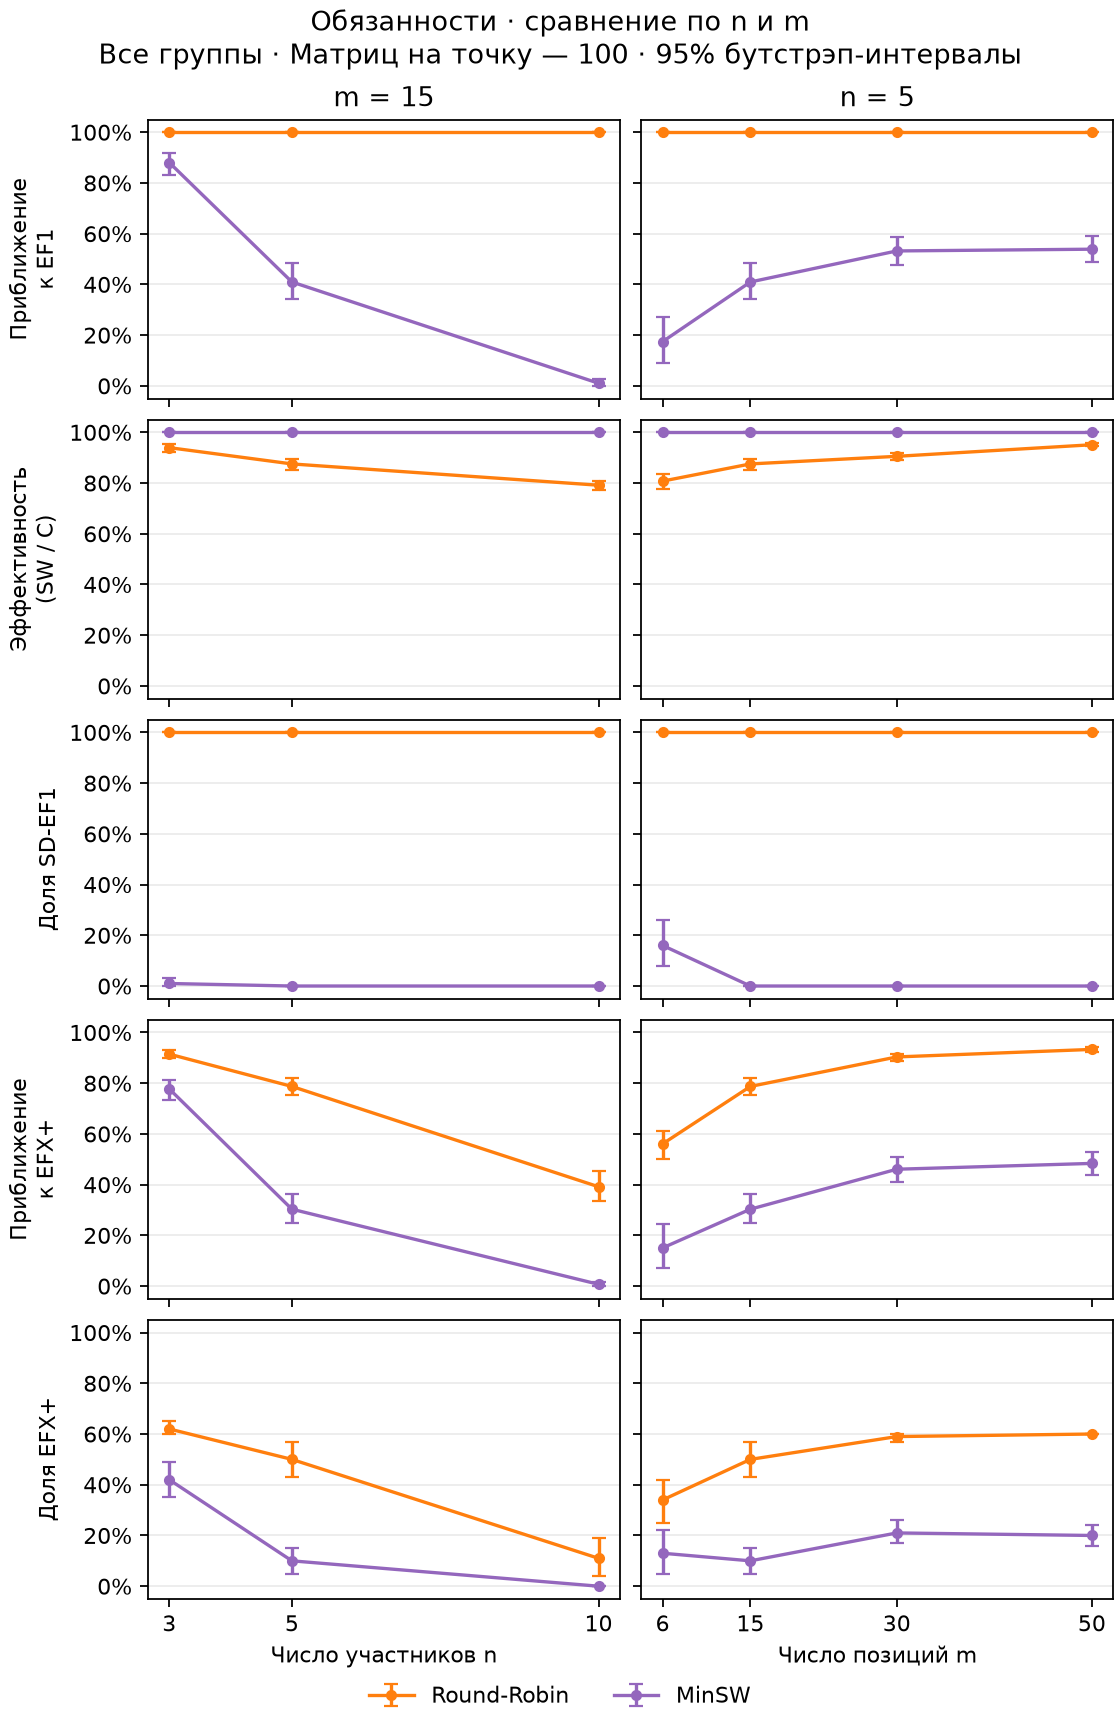 Обязанности · сравнение по n и m
Все группы · Матриц на точку — 100 · 95% бутстрэп-интервалы
m = 15
n = 5
Приближение
к EF1
100%
80%
60%
40%
20%
0%
Эффективность
(SW / C)
100%
80%
60%
40%
20%
0%
Доля SD-EF1
100%
80%
60%
40%
20%
0%
Приближение
к EFX+
100%
80%
60%
40%
20%
0%
Доля EFX+
100%
80%
60%
40%
20%
0%
3 5 10
6 15 30 50
Число участников n
Число позиций m
Round-Robin
MinSW